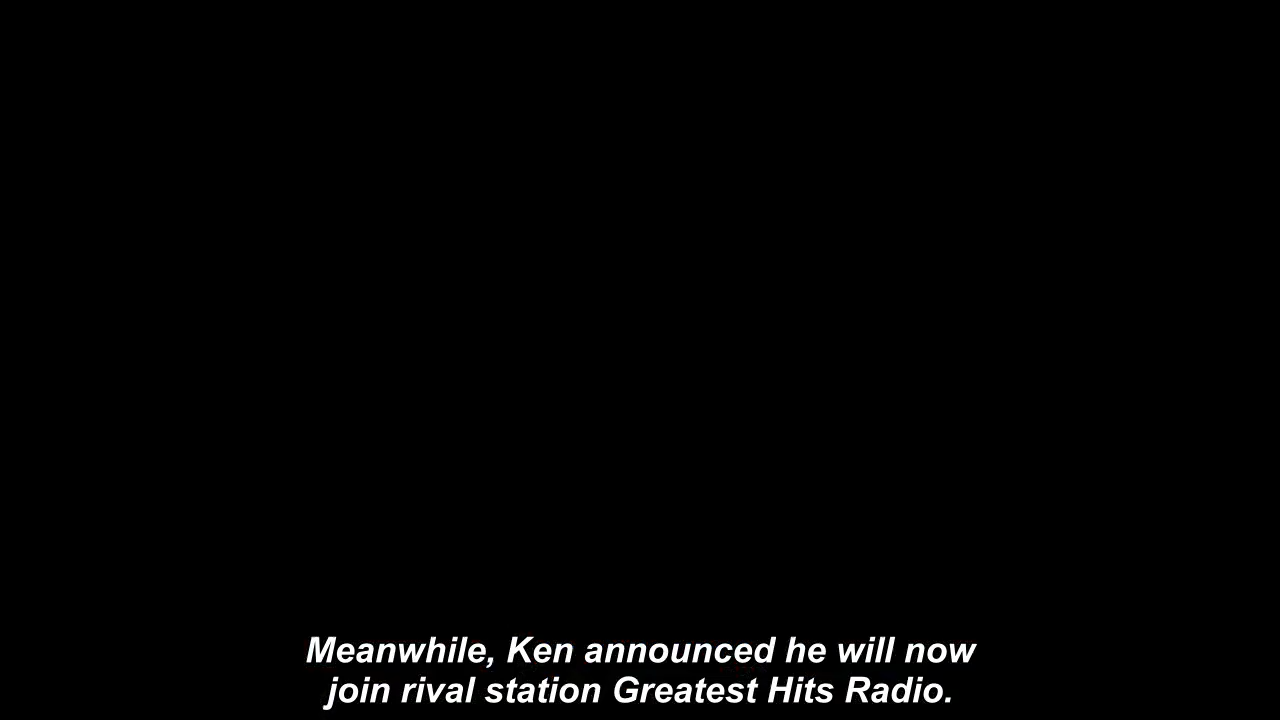 Meanwhile, Ken announced he will now
join rival station Greatest Hits Radio.